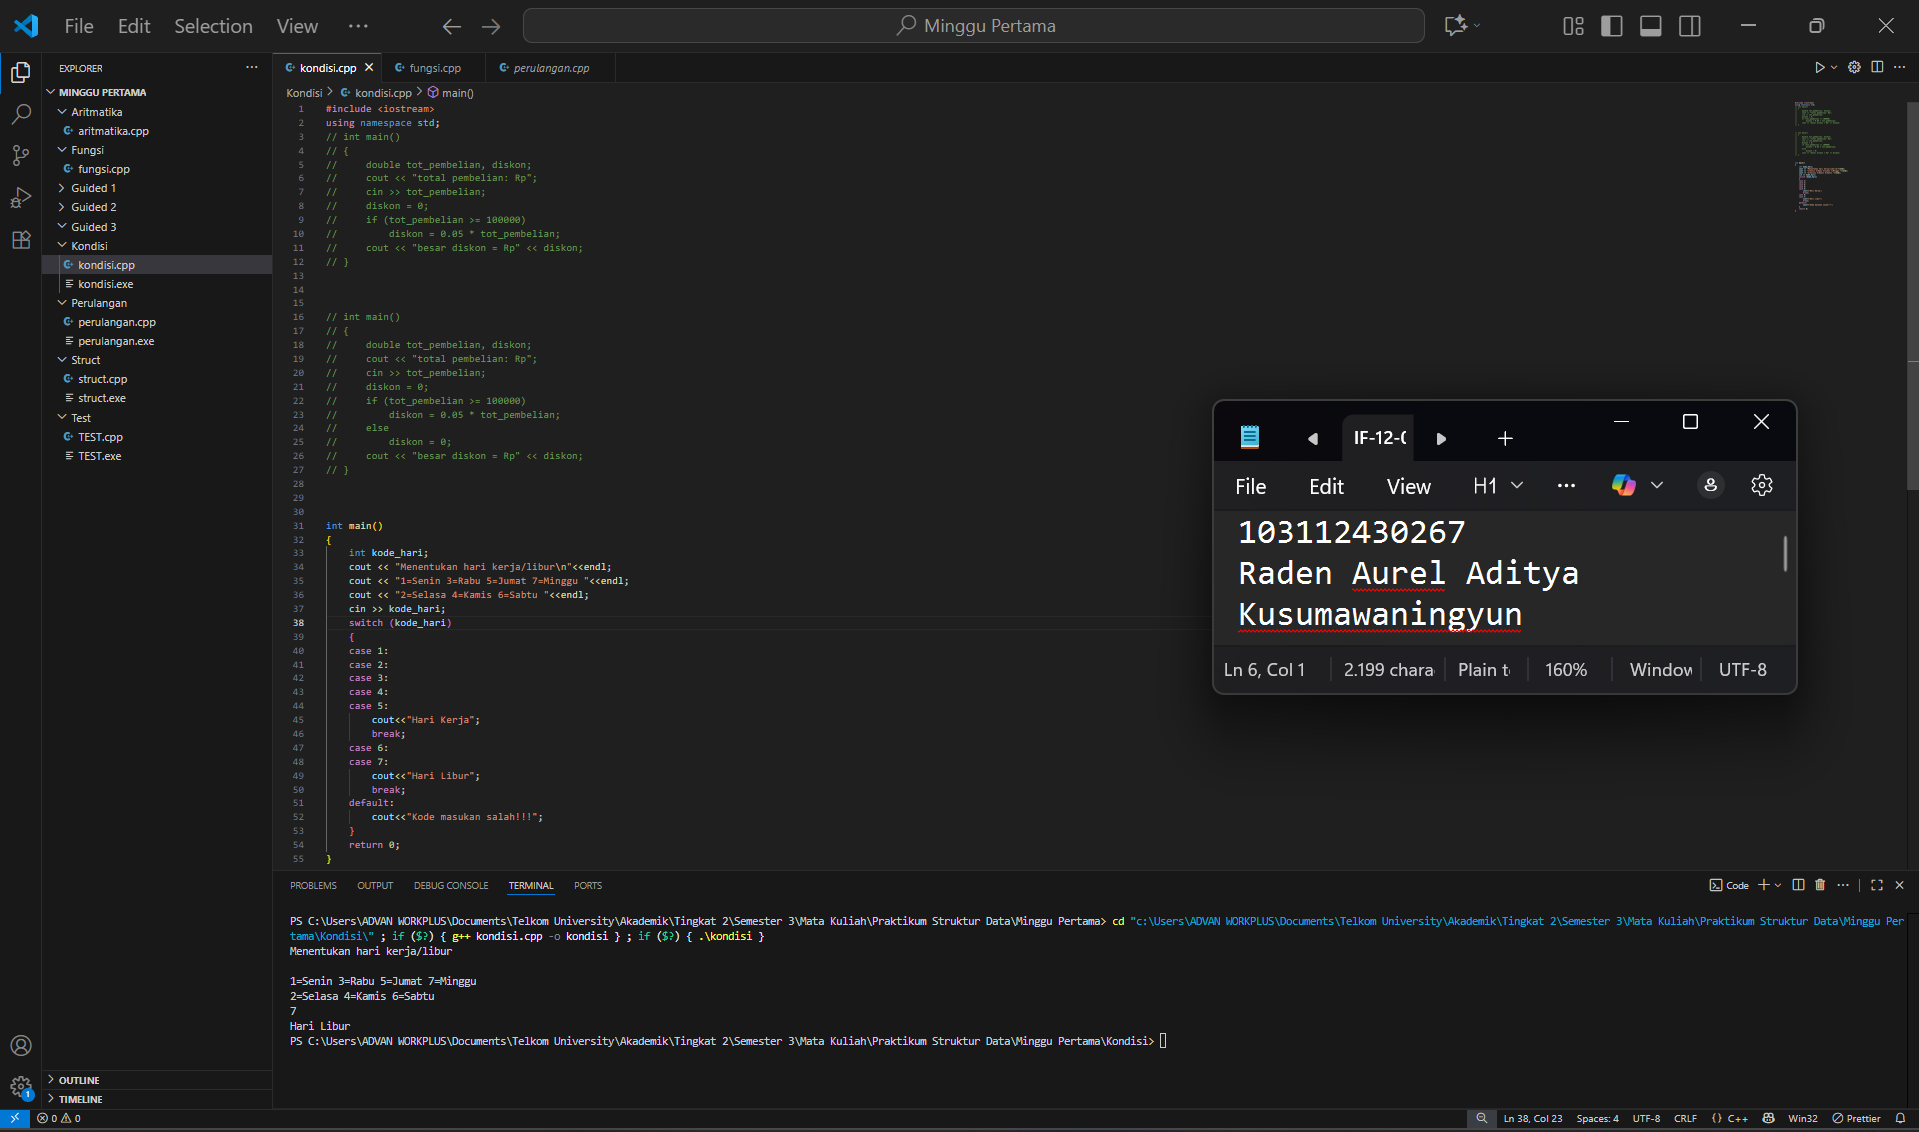 File Edit Selection View ···
Minggu Pertama
EXPLORER ···
MINGGU PERTAMA
Aritmatika
aritmatika.cpp
Fungsi
fungsi.cpp
Guided 1
Guided 2
Guided 3
Kondisi
kondisi.cpp
kondisi.exe
Perulangan
perulangan.cpp
perulangan.exe
Struct
struct.cpp
struct.exe
Test
TEST.cpp
TEST.exe
OUTLINE
TIMELINE
kondisi.cpp fungsi.cpp perulangan.cpp
Kondisi > kondisi.cpp > main()
1 #include <iostream>
2 using namespace std;
3 // int main()
4 // {
5 //     double tot_pembelian, diskon;
6 //     cout << "total pembelian: Rp";
7 //     cin >> tot_pembelian;
8 //     diskon = 0;
9 //     if (tot_pembelian >= 100000)
10 //         diskon = 0.05 * tot_pembelian;
11 //     cout << "besar diskon = Rp" << diskon;
12 // }
13
14
15
16 // int main()
17 // {
18 //     double tot_pembelian, diskon;
19 //     cout << "total pembelian: Rp";
20 //     cin >> tot_pembelian;
21 //     diskon = 0;
22 //     if (tot_pembelian >= 100000)
23 //         diskon = 0.05 * tot_pembelian;
24 //     else
25 //         diskon = 0;
26 //     cout << "besar diskon = Rp" << diskon;
27 // }
28
29
30
31 int main()
32 {
33     int kode_hari;
34     cout << "Menentukan hari kerja/libur\n"<<endl;
35     cout << "1=Senin 3=Rabu 5=Jumat 7=Minggu "<<endl;
36     cout << "2=Selasa 4=Kamis 6=Sabtu "<<endl;
37     cin >> kode_hari;
38     switch (kode_hari)
39     {
40     case 1:
41     case 2:
42     case 3:
43     case 4:
44     case 5:
45         cout<<"Hari Kerja";
46         break;
47     case 6:
48     case 7:
49         cout<<"Hari Libur";
50         break;
51     default:
52         cout<<"Kode masukan salah!!!";
53     }
54     return 0;
55 }
IF-12-0
File Edit View H1 ···
103112430267
Raden Aurel Aditya
Kusumawaningyun
Ln 6, Col 1 2.199 chara Plain t 160% Window UTF-8
PROBLEMS OUTPUT DEBUG CONSOLE TERMINAL PORTS
Code
PS C:\Users\ADVAN WORKPLUS\Documents\Telkom University\Akademik\Tingkat 2\Semester 3\Mata Kuliah\Praktikum Struktur Data\Minggu Pertama> cd "c:\Users\ADVAN WORKPLUS\Documents\Telkom University\Akademik\Tingkat 2\Semester 3\Mata Kuliah\Praktikum Struktur Data\Minggu Per
tama\Kondisi\" ; if ($?) { g++ kondisi.cpp -o kondisi } ; if ($?) { .\kondisi }
Menentukan hari kerja/libur
1=Senin 3=Rabu 5=Jumat 7=Minggu
2=Selasa 4=Kamis 6=Sabtu
7
Hari Libur
PS C:\Users\ADVAN WORKPLUS\Documents\Telkom University\Akademik\Tingkat 2\Semester 3\Mata Kuliah\Praktikum Struktur Data\Minggu Pertama\Kondisi>
1
0 0
Ln 38, Col 23 Spaces: 4 UTF-8 CRLF {} C++ Win32 Prettier